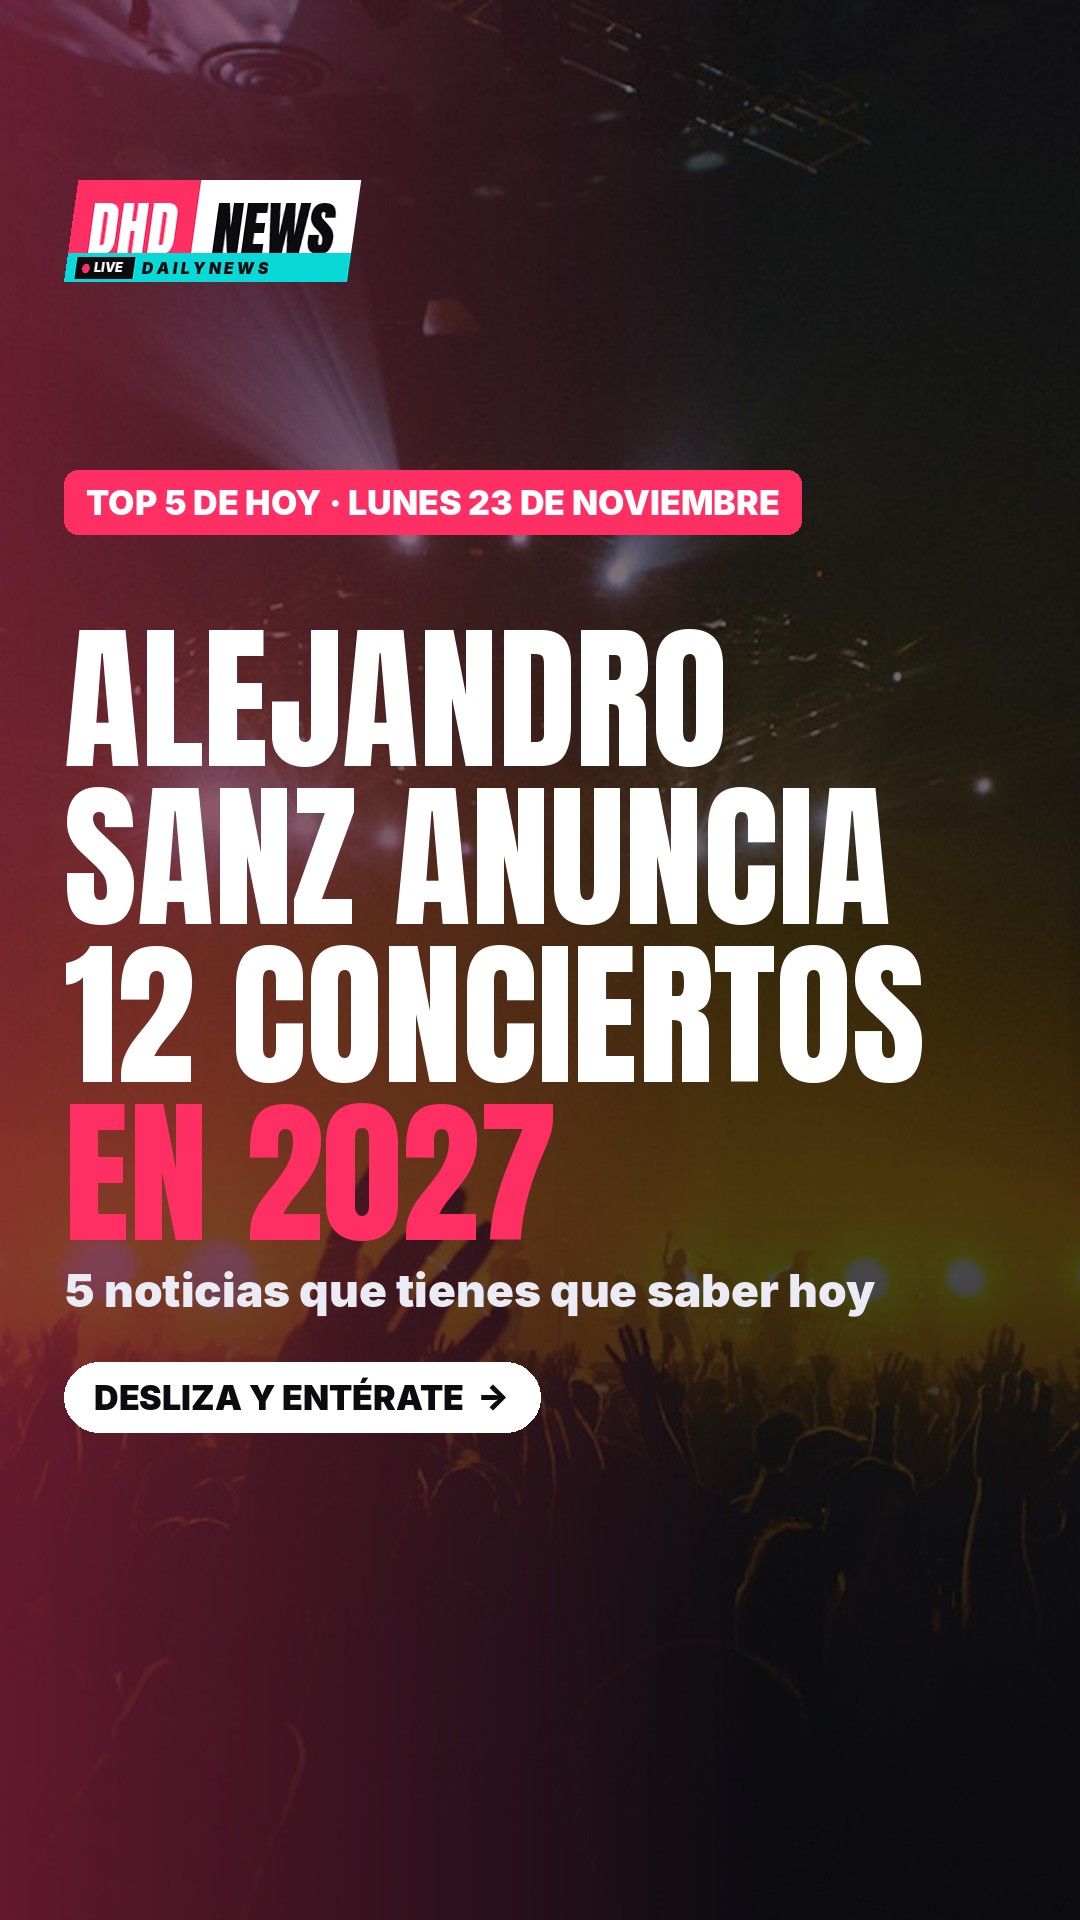 DHD NEWS
LIVE DAILYNEWS
TOP 5 DE HOY · LUNES 23 DE NOVIEMBRE
ALEJANDRO
SANZ ANUNCIA
12 CONCIERTOS
EN 2027
5 noticias que tienes que saber hoy
DESLIZA Y ENTÉRATE →